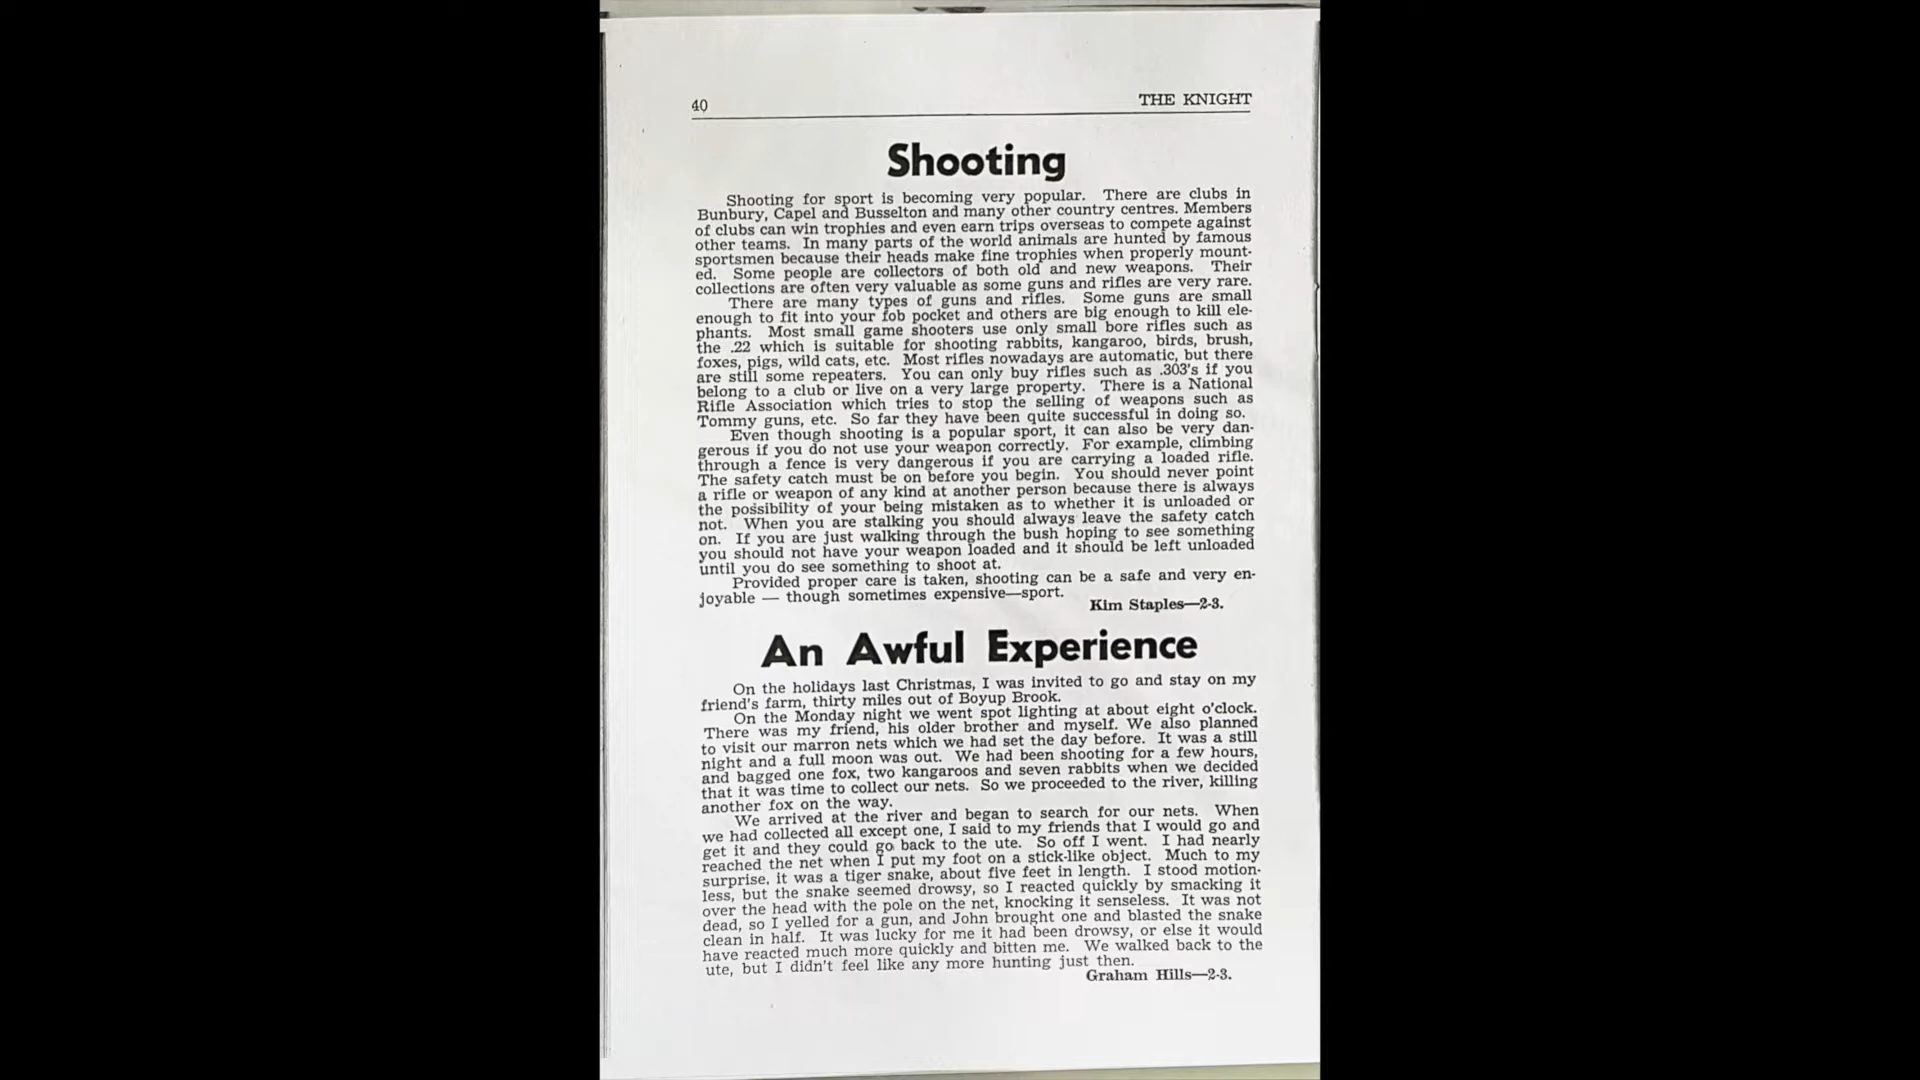 40 THE KNIGHT
Shooting
Shooting for sport is becoming very popular. There are clubs in
Bunbury, Capel and Busselton and many other country centres. Members
of clubs can win trophies and even earn trips overseas to compete against
other teams. In many parts of the world animals are hunted by famous
sportsmen because their heads make fine trophies when properly mount-
ed. Some people are collectors of both old and new weapons. Their
collections are often very valuable as some guns and rifles are very rare.
There are many types of guns and rifles. Some guns are small
enough to fit into your fob pocket and others are big enough to kill ele-
phants. Most small game shooters use only small bore rifles such as
the .22 which is suitable for shooting rabbits, kangaroo, birds, brush,
foxes, pigs, wild cats, etc. Most rifles nowadays are automatic, but there
are still some repeaters. You can only buy rifles such as .303's if you
belong to a club or live on a very large property. There is a National
Rifle Association which tries to stop the selling of weapons such as
Tommy guns, etc. So far they have been quite successful in doing so.
Even though shooting is a popular sport, it can also be very dan-
gerous if you do not use your weapon correctly. For example, climbing
through a fence is very dangerous if you are carrying a loaded rifle.
The safety catch must be on before you begin. You should never point
a rifle or weapon of any kind at another person because there is always
the possibility of your being mistaken as to whether it is unloaded or
not. When you are stalking you should always leave the safety catch
on. If you are just walking through the bush hoping to see something
you should not have your weapon loaded and it should be left unloaded
until you do see something to shoot at.
Provided proper care is taken, shooting can be a safe and very en-
joyable — though sometimes expensive—sport.
Kim Staples—2-3.
An Awful Experience
On the holidays last Christmas, I was invited to go and stay on my
friend's farm, thirty miles out of Boyup Brook.
On the Monday night we went spot lighting at about eight o'clock.
There was my friend, his older brother and myself. We also planned
to visit our marron nets which we had set the day before. It was a still
night and a full moon was out. We had been shooting for a few hours,
and bagged one fox, two kangaroos and seven rabbits when we decided
that it was time to collect our nets. So we proceeded to the river, killing
another fox on the way.
We arrived at the river and began to search for our nets. When
we had collected all except one, I said to my friends that I would go and
get it and they could go back to the ute. So off I went. I had nearly
reached the net when I put my foot on a stick-like object. Much to my
surprise, it was a tiger snake, about five feet in length. I stood motion-
less, but the snake seemed drowsy, so I reacted quickly by smacking it
over the head with the pole on the net, knocking it senseless. It was not
dead, so I yelled for a gun, and John brought one and blasted the snake
clean in half. It was lucky for me it had been drowsy, or else it would
have reacted much more quickly and bitten me. We walked back to the
ute, but I didn't feel like any more hunting just then.
Graham Hills—2-3.